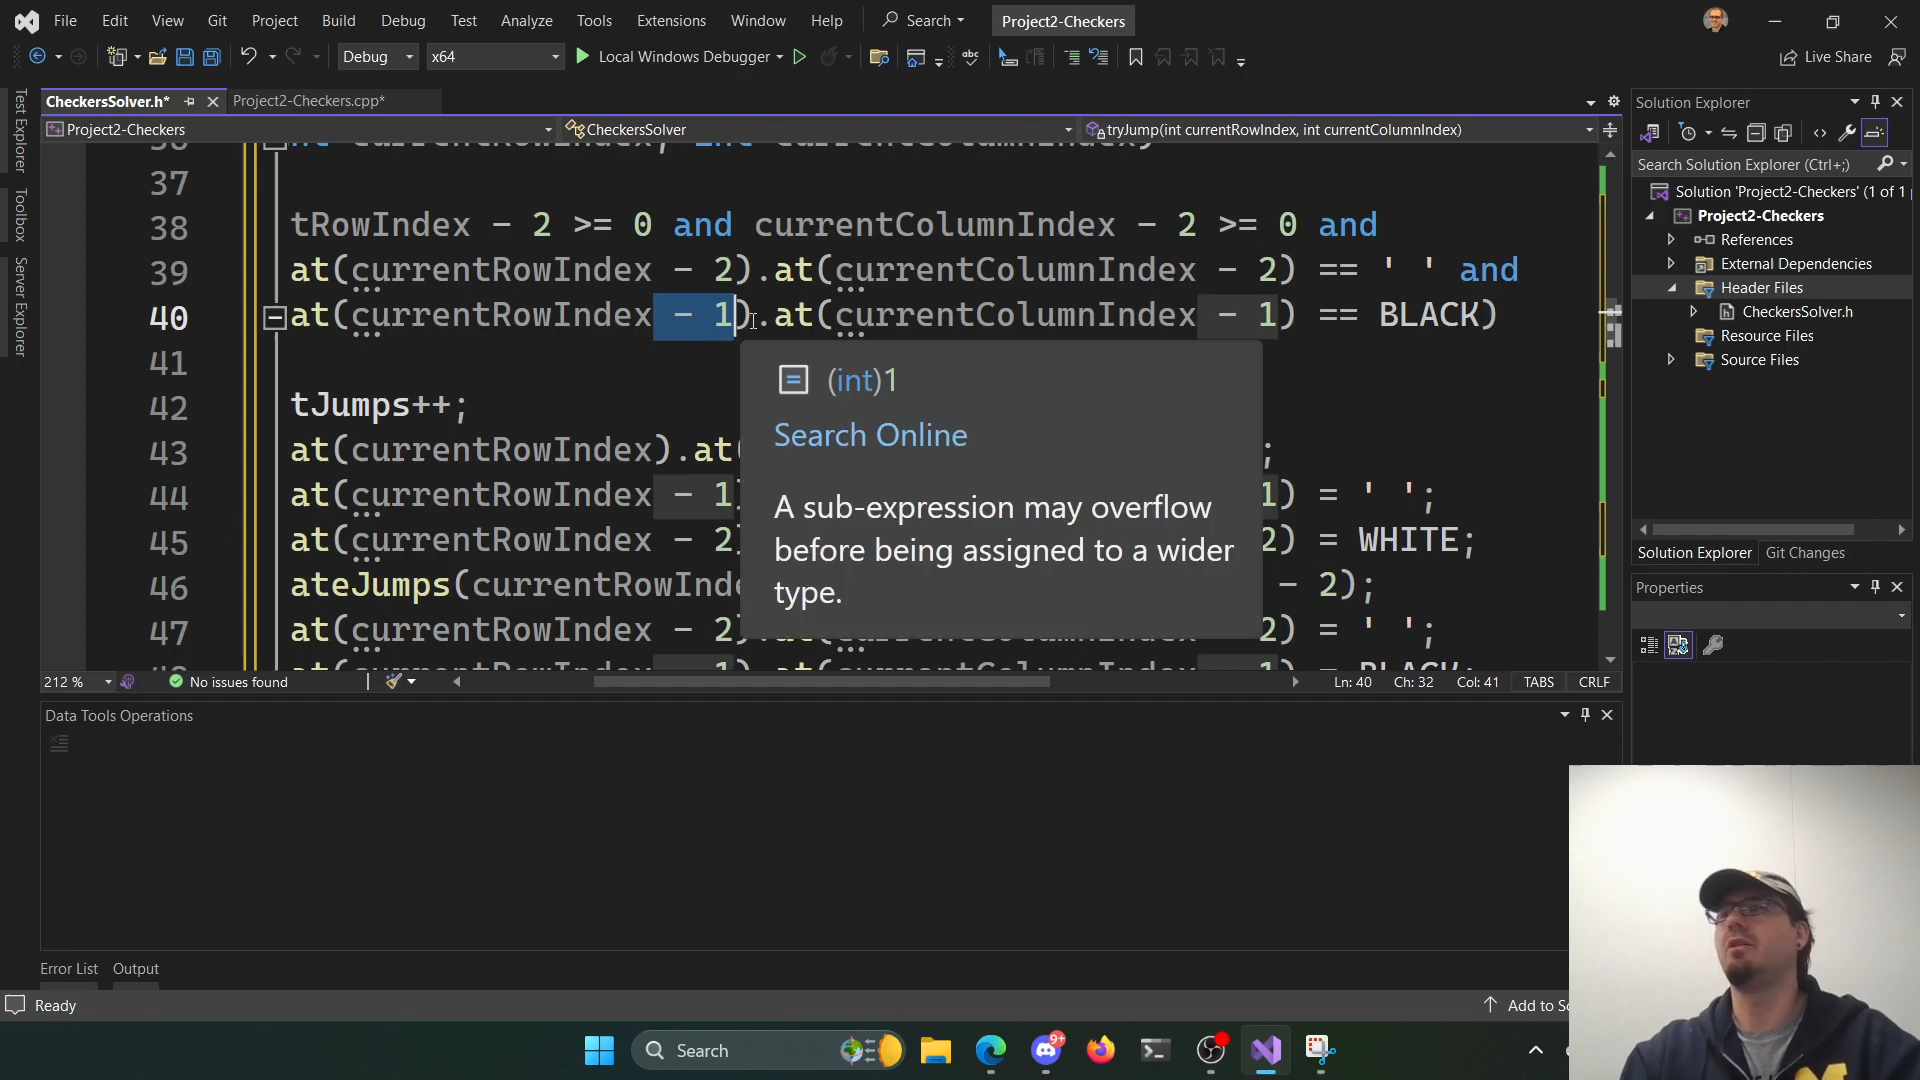 File Edit View Git Project Build Debug Test Analyze Tools Extensions Window Help Search Project2-Checkers
Debug x64 Local Windows Debugger Live Share
Test Explorer
Toolbox
Server Explorer
CheckersSolver.h* Project2-Checkers.cpp*
Project2-Checkers CheckersSolver tryJump(int currentRowIndex, int currentColumnIndex)
37
38 tRowIndex - 2 >= 0 and currentColumnIndex - 2 >= 0 and
39 at(currentRowIndex - 2).at(currentColumnIndex - 2) == ' ' and
40 at(currentRowIndex - 1).at(currentColumnIndex - 1) == BLACK)
41
42 tJumps++;
43 at(currentRowIndex).at( ;
44 at(currentRowIndex - 1 1) = ' ';
45 at(currentRowIndex - 2 2) = WHITE;
46 ateJumps(currentRowInde - 2);
47 at(currentRowIndex - 2).at(currentColumnIndex - 2) = ' ';
(int)1
Search Online
A sub-expression may overflow
before being assigned to a wider
type.
212 % No issues found Ln: 40 Ch: 32 Col: 41 TABS CRLF
Data Tools Operations
Error List Output
Ready Add to So
Solution Explorer
Search Solution Explorer (Ctrl+;)
Solution 'Project2-Checkers' (1 of 1 p
Project2-Checkers
References
External Dependencies
Header Files
CheckersSolver.h
Resource Files
Source Files
Solution Explorer Git Changes
Properties
Search
9+